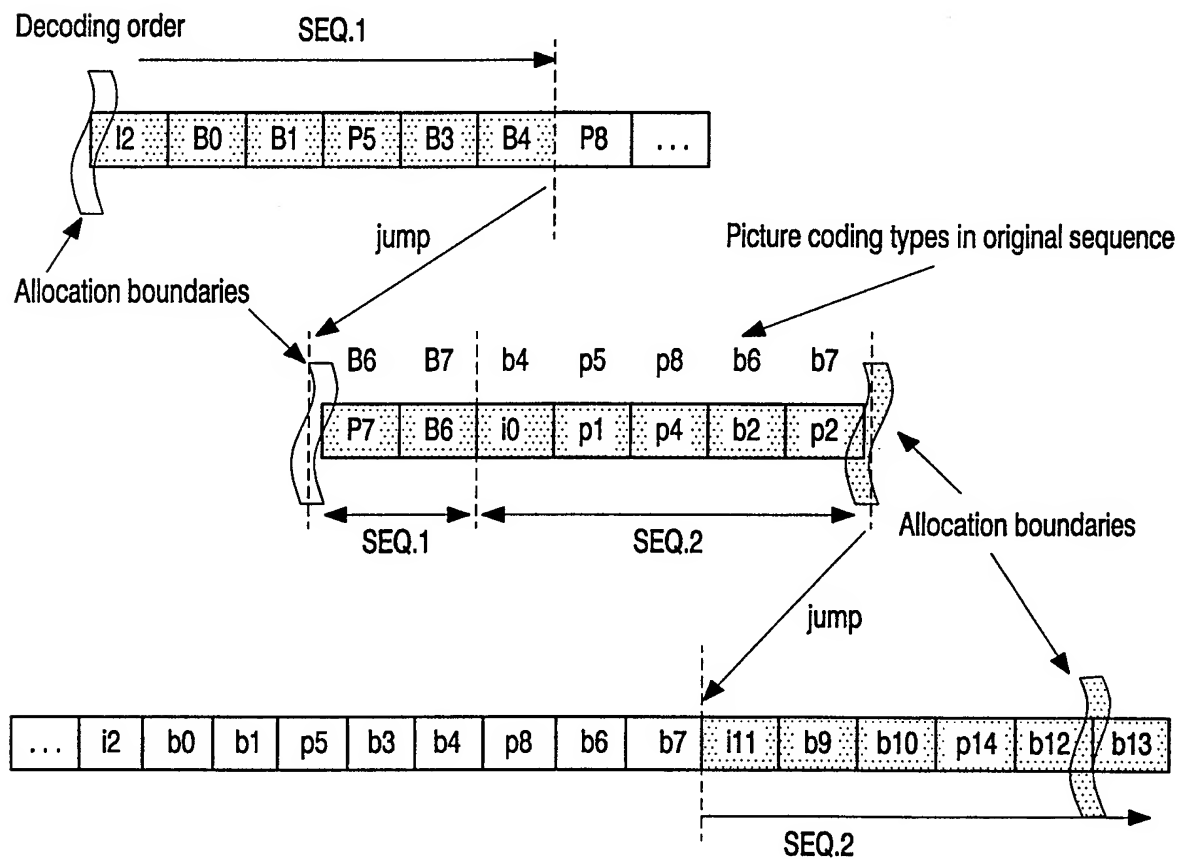 Decoding order
SEQ.1
I2 B0 B1 P5 B3 B4 P8 ...
jump
Picture coding types in original sequence
Allocation boundaries
B6 B7 b4 p5 p8 b6 b7
P7 B6 i0 p1 p4 b2 p2
SEQ.1
SEQ.2
Allocation boundaries
jump
... i2 b0 b1 p5 b3 b4 p8 b6 b7 i11 b9 b10 p14 b12 b13
SEQ.2